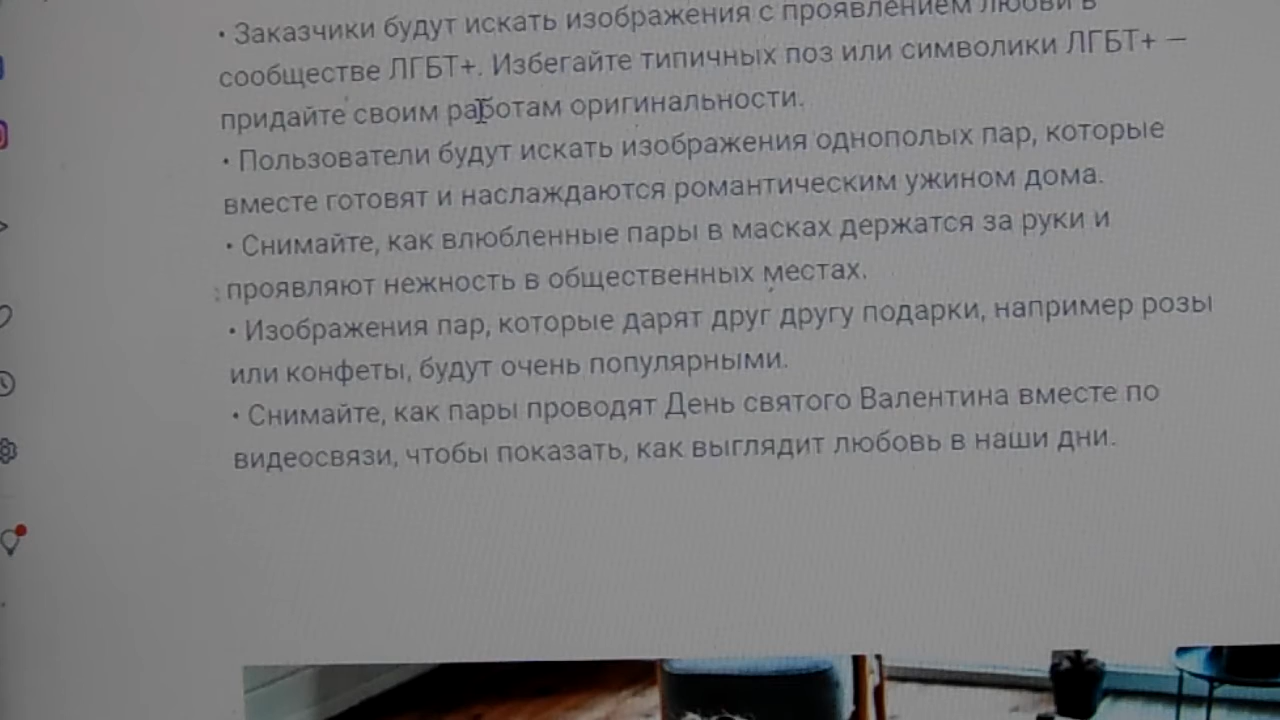 • Заказчики будут искать изображения с проявлением любви в
сообществе ЛГБТ+. Избегайте типичных поз или символики ЛГБТ+ —
придайте своим работам оригинальности.
• Пользователи будут искать изображения однополых пар, которые
вместе готовят и наслаждаются романтическим ужином дома.
• Снимайте, как влюбленные пары в масках держатся за руки и
проявляют нежность в общественных местах.
• Изображения пар, которые дарят друг другу подарки, например розы
или конфеты, будут очень популярными.
• Снимайте, как пары проводят День святого Валентина вместе по
видеосвязи, чтобы показать, как выглядит любовь в наши дни.